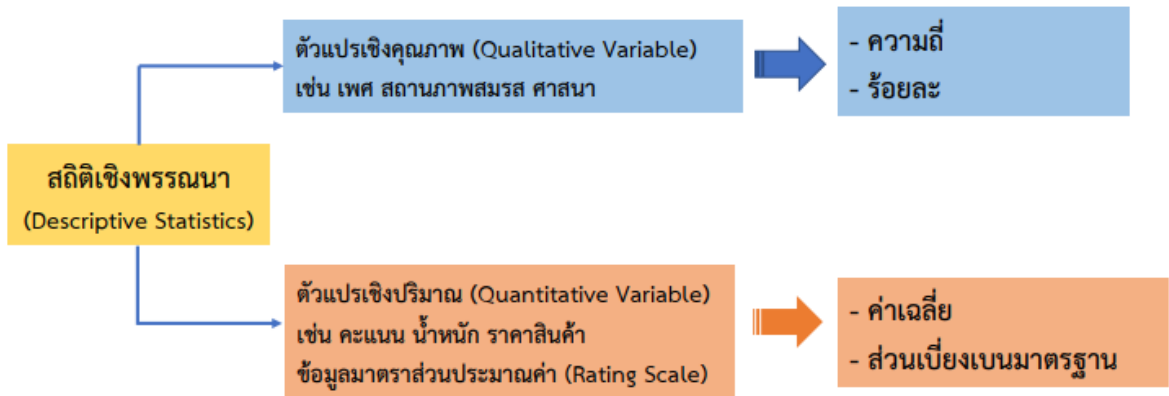 ตัวแปรเชิงคุณภาพ (Qualitative Variable)
เช่น เพศ สถานภาพสมรส ศาสนา
- ความถี่
- ร้อยละ
สถิติเชิงพรรณนา
(Descriptive Statistics)
ตัวแปรเชิงปริมาณ (Quantitative Variable)
เช่น คะแนน น้ำหนัก ราคาสินค้า
ข้อมูลมาตราส่วนประมาณค่า (Rating Scale)
- ค่าเฉลี่ย
- ส่วนเบี่ยงเบนมาตรฐาน